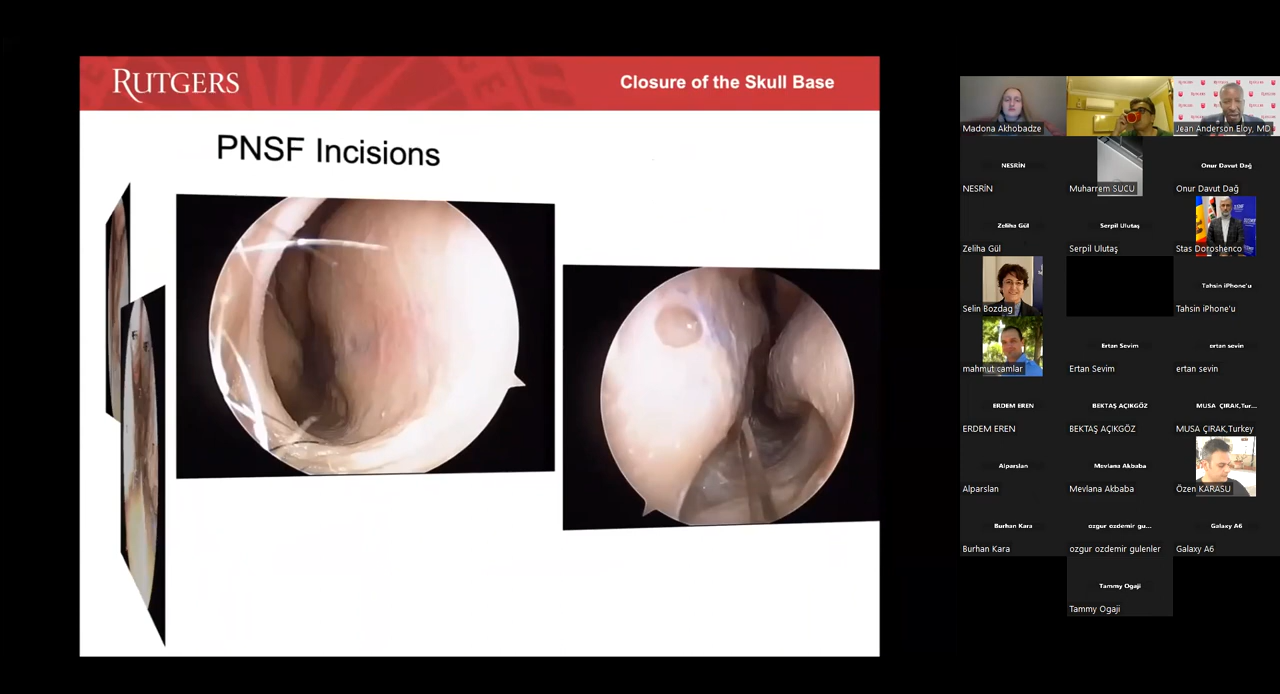 RUTGERS
Closure of the Skull Base
PNSF Incisions
Madona Akhobadze
Jean Anderson Eloy, MD
NESRİN
Onur Davut Dağ
NESRİN
Muharrem SUCU
Onur Davut Dağ
Zeliha Gül
Serpil Ulutaş
Zeliha Gül
Serpil Ulutaş
Stas Doroshenco
Tahsin iPhone'u
Selin Bozdag
Tahsin iPhone'u
Ertan Sevim
ertan sevin
mahmut camlar
Ertan Sevim
ertan sevin
ERDEM EREN
BEKTAŞ AÇIKGÖZ
MUSA ÇIRAK,Tur...
ERDEM EREN
BEKTAŞ AÇIKGÖZ
MUSA ÇIRAK,Turkey
Alparslan
Mevlana Akbaba
Alparslan
Mevlana Akbaba
Özen KARASU
Burhan Kara
ozgur ozdemir gu...
Galaxy A6
Burhan Kara
ozgur ozdemir gulenler
Galaxy A6
Tammy Ogaji
Tammy Ogaji